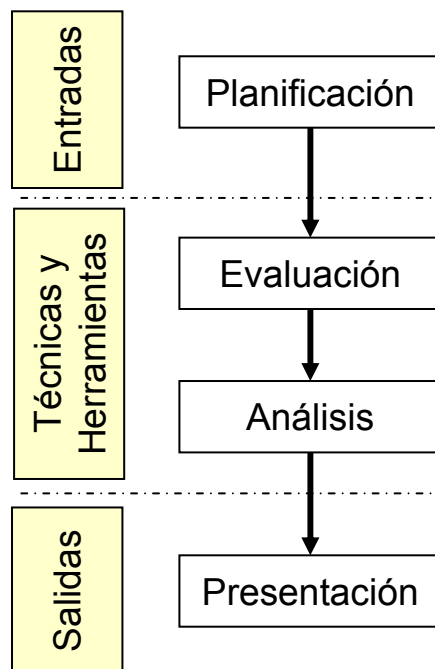 Entradas
Planificación
Técnicas y
Herramientas
Evaluación
Análisis
Salidas
Presentación